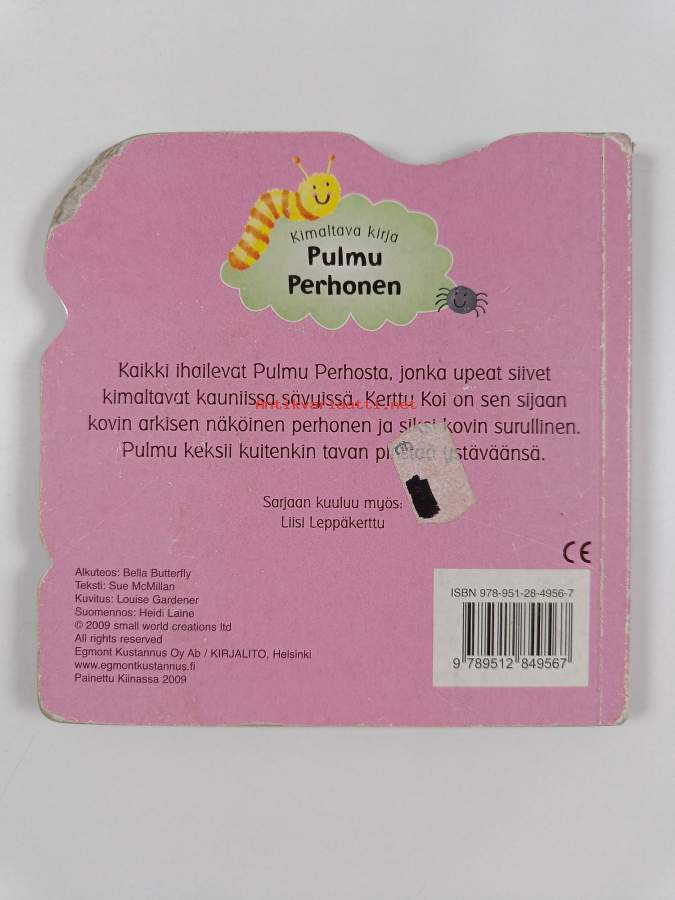 Kimaltava kirja
Pulmu
Perhonen
Kaikki ihailevat Pulmu Perhosta, jonka upeat siivet
kimaltavat kauniissa sävyissä. Kerttu Koi on sen sijaan
Antikvariaatti.net
kovin arkisen näköinen perhonen ja siksi kovin surullinen.
Pulmu keksii kuitenkin tavan ystäväänsä.
Sarjaan kuuluu myös:
Liisi Leppäkerttu
CE
Alkuteos: Bella Butterfly
Teksti: Sue McMillan
Kuvitus: Louise Gardener
Suomennos: Heidi Laine
© 2009 small world creations ltd
All rights reserved
Egmont Kustannus Oy Ab / KIRJALITO, Helsinki
www.egmontkustannus.fi
Painettu Kiinassa 2009
ISBN 978-951-28-4956-7
9 789512 849567